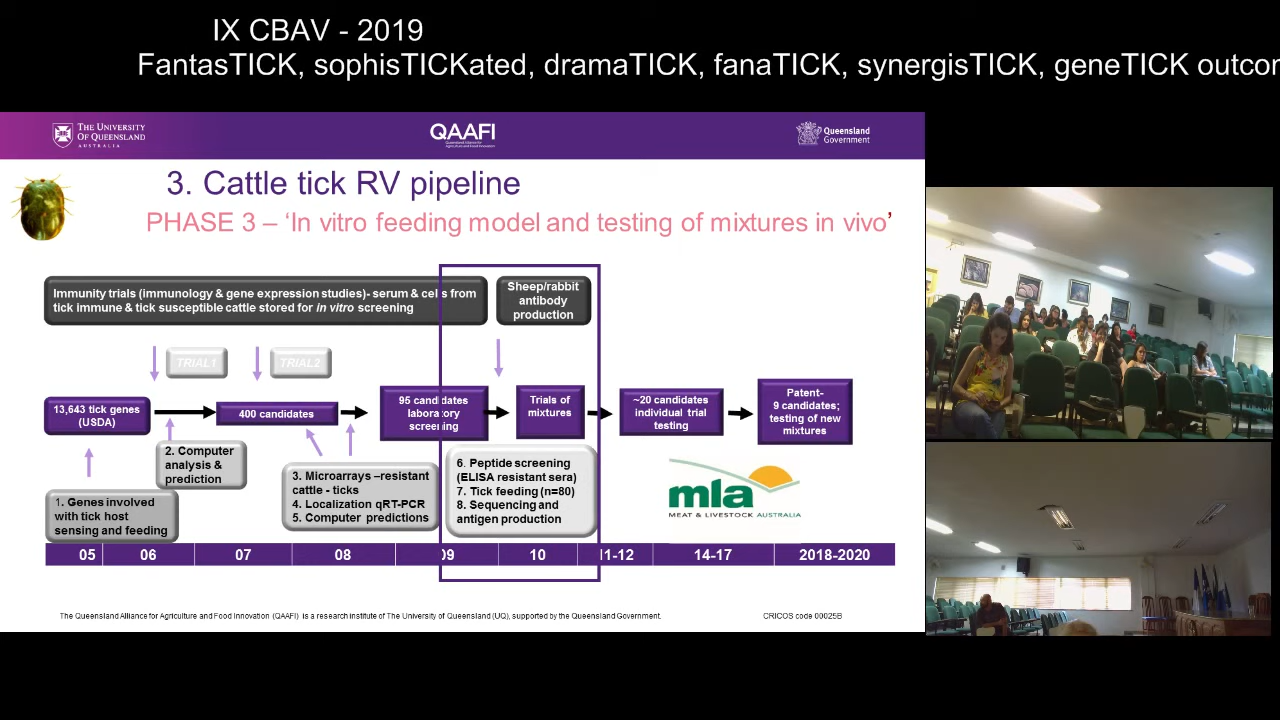 IX CBAV - 2019
FantasTICK, sophisTICKated, dramaTICK, fanaTICK, synergisTICK, geneTICK outcor
THE UNIVERSITY
OF QUEENSLAND
AUSTRALIA
QAAFI
Queensland Alliance for
Agriculture and Food Innovation
Queensland
Government
3. Cattle tick RV pipeline
PHASE 3 – ‘In vitro feeding model and testing of mixtures in vivo’
Immunity trials (immunology & gene expression studies)- serum & cells from
tick immune & tick susceptible cattle stored for in vitro screening
Sheep/rabbit
antibody
production
TRIAL1
TRIAL2
13,643 tick genes
(USDA)
400 candidates
95 candidates
laboratory
screening
Trials of
mixtures
~20 candidates
individual trial
testing
Patent-
9 candidates;
testing of new
mixtures
1. Genes involved
with tick host
sensing and feeding
2. Computer
analysis &
prediction
3. Microarrays –resistant
cattle - ticks
4. Localization qRT-PCR
5. Computer predictions
6. Peptide screening
(ELISA resistant sera)
7. Tick feeding (n=80)
8. Sequencing and
antigen production
mla
MEAT & LIVESTOCK AUSTRALIA
05 06 07 08 09 10 11-12 14-17 2018-2020
The Queensland Alliance for Agriculture and Food Innovation (QAAFI) is a research institute of The University of Queensland (UQ), supported by the Queensland Government.
CRICOS code 00025B